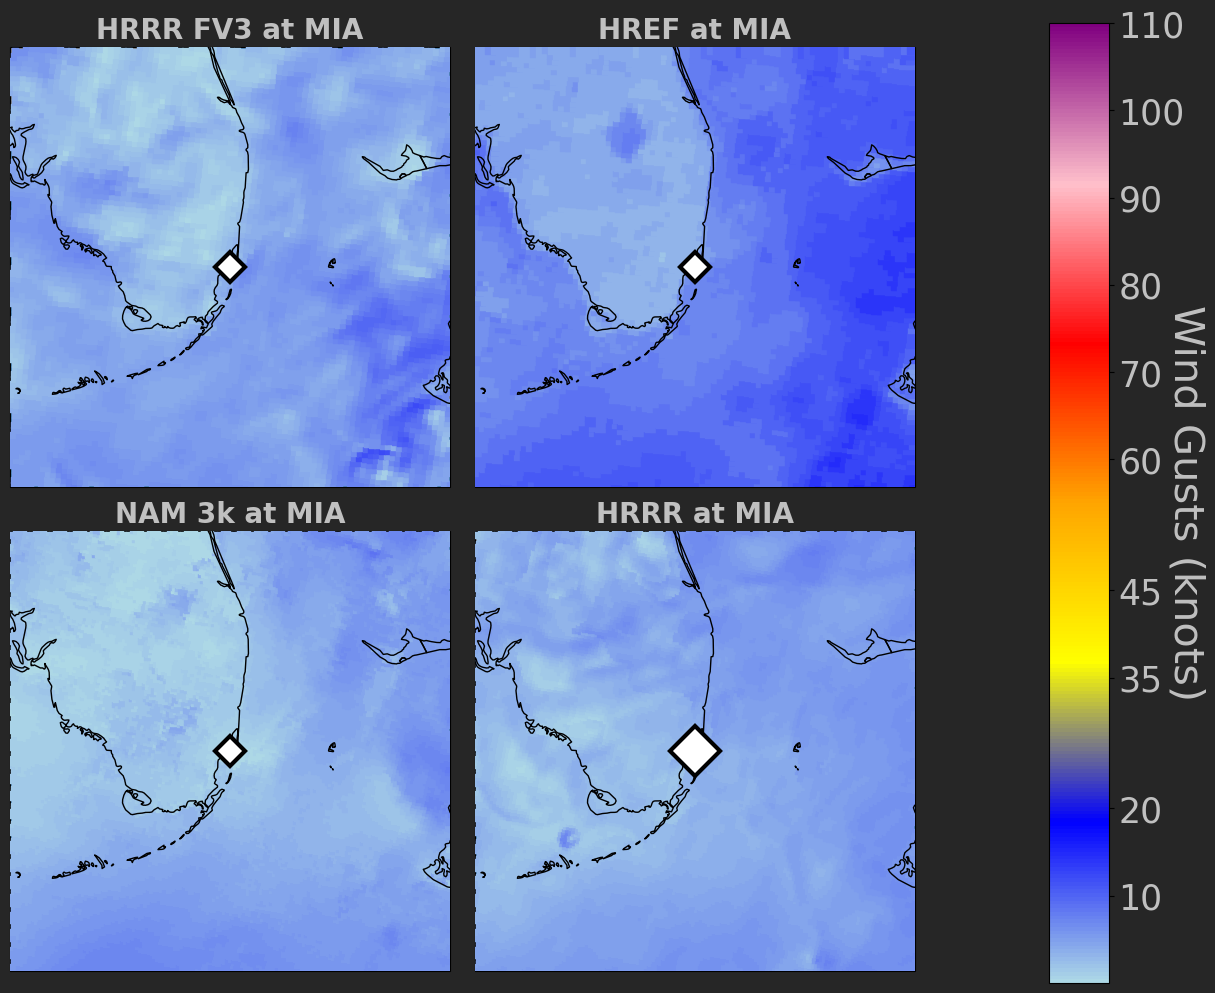 HRRR FV3 at MIA
HREF at MIA
NAM 3k at MIA
HRRR at MIA
110
100
90
80
70
60
45
35
20
10
Wind Gusts (knots)